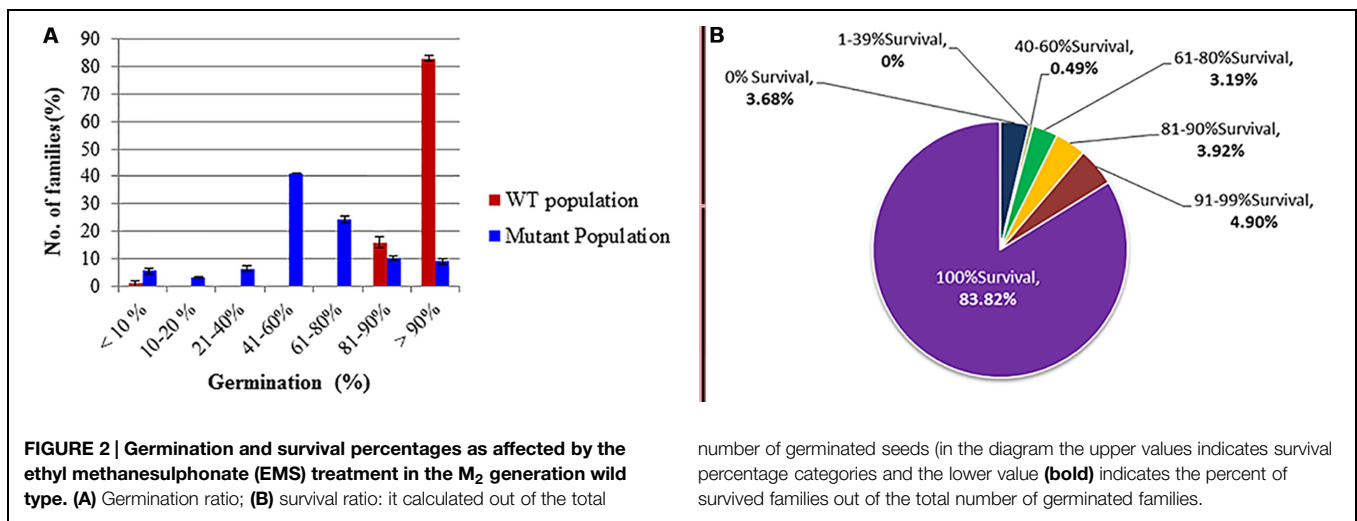 A
90
80
70
60
50
40
30
20
10
0
No. of families(%)
< 10 %
10-20 %
21-40%
41-60%
61-80%
81-90%
> 90%
Germination (%)
WT population
Mutant Population
B
0% Survival,
3.68%
1-39%Survival,
0%
40-60%Survival,
0.49%
61-80%Survival,
3.19%
81-90%Survival,
3.92%
91-99%Survival,
4.90%
100%Survival,
83.82%
FIGURE 2 | Germination and survival percentages as affected by the
ethyl methanesulphonate (EMS) treatment in the M₂ generation wild
type. (A) Germination ratio; (B) survival ratio: it calculated out of the total
number of germinated seeds (in the diagram the upper values indicates survival
percentage categories and the lower value (bold) indicates the percent of
survived families out of the total number of germinated families.